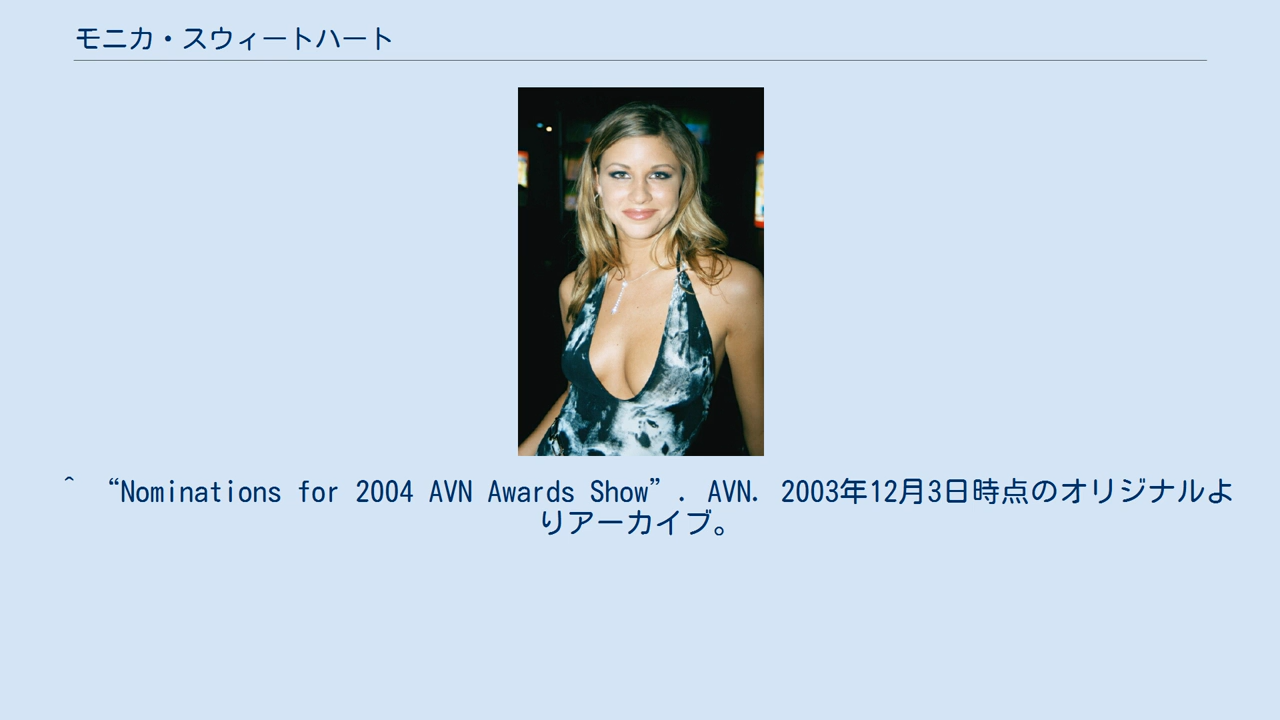 モニカ・スウィートハート
^ “Nominations for 2004 AVN Awards Show”. AVN. 2003年12月3日時点のオリジナルよ
りアーカイブ。